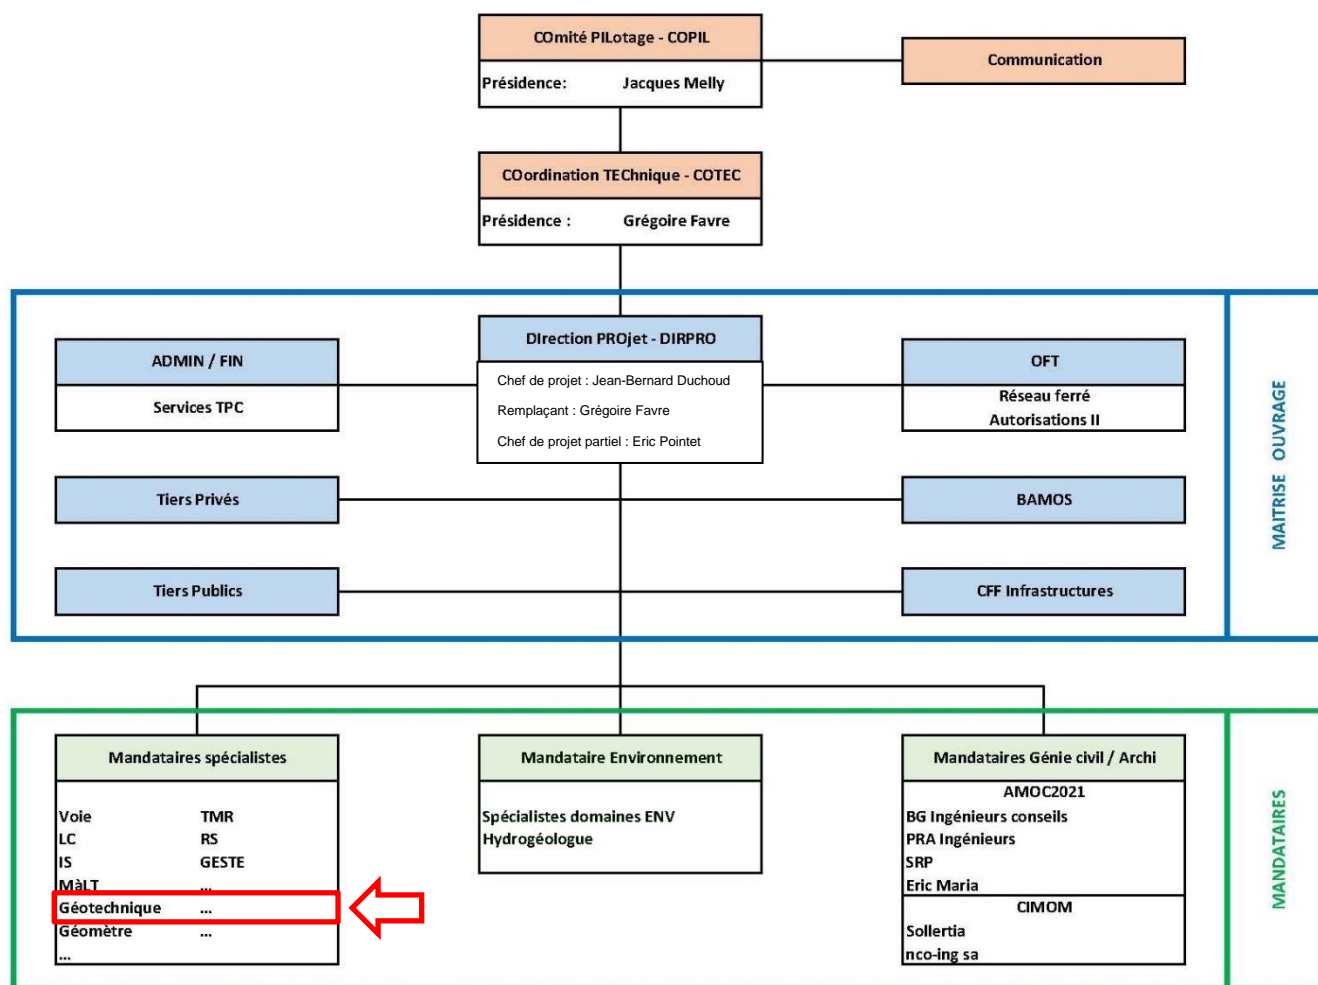 COmité PILotage - COPIL
Présidence: Jacques Melly
Communication
COordination TEChnique - COTEC
Présidence : Grégoire Favre
DIrection PROjet - DIRPRO
Chef de projet : Jean-Bernard Duchoud
Remplaçant : Grégoire Favre
Chef de projet partiel : Eric Pointet
ADMIN / FIN
Services TPC
OFT
Réseau ferré
Autorisations II
Tiers Privés
BAMOS
Tiers Publics
CFF Infrastructures
MAITRISE OUVRAGE
Mandataires spécialistes
Voie TMR
LC RS
IS GESTE
MàLT ...
Géotechnique ...
Géomètre ...
...
Mandataire Environnement
Spécialistes domaines ENV
Hydrogéologue
Mandataires Génie civil / Archi
AMOC2021
BG Ingénieurs conseils
PRA Ingénieurs
SRP
Eric Maria
CIMOM
Sollertia
nco-ing sa
MANDATAIRES